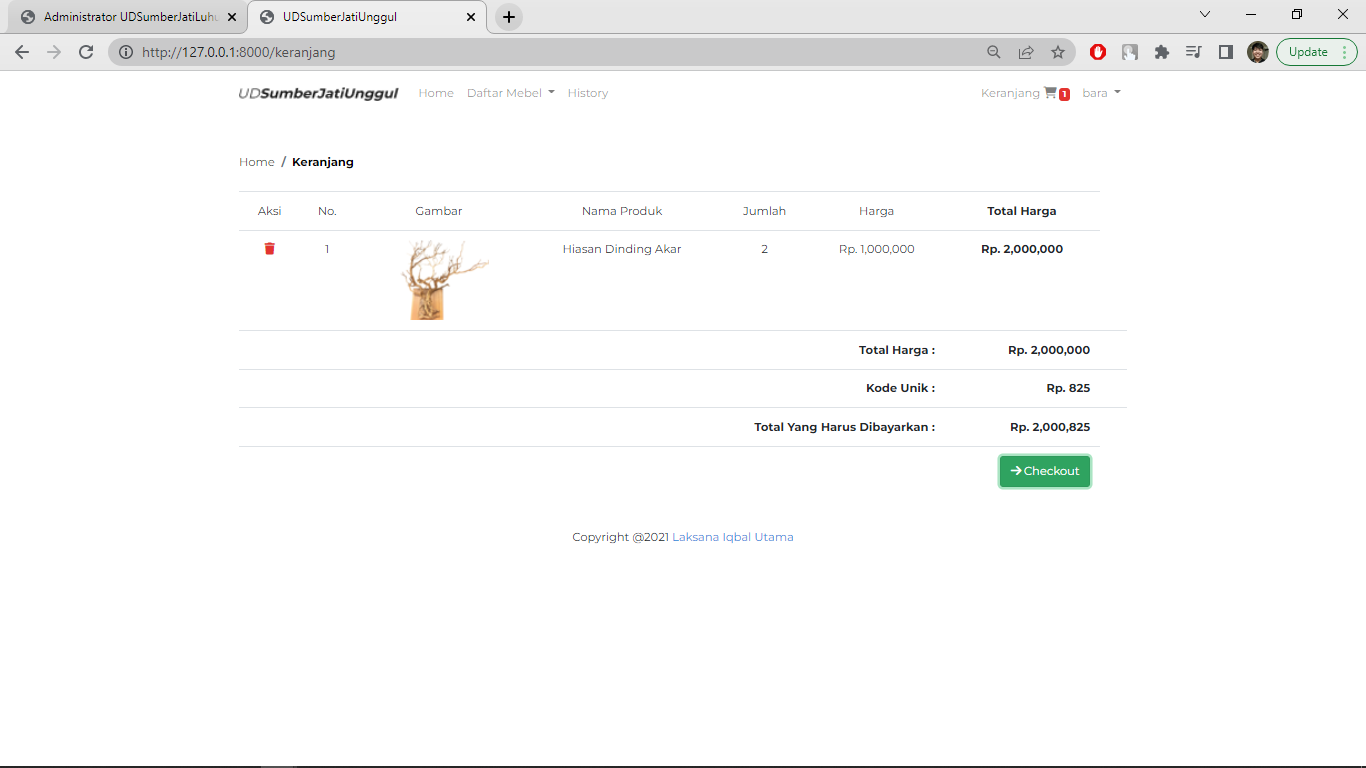 Administrator UDSumberJatiLuhu
UDSumberJatiUnggul
http://127.0.0.1:8000/keranjang
Update
UDSumberJatiUnggul Home Daftar Mebel History Keranjang 1 bara
Home / Keranjang
Aksi No. Gambar Nama Produk Jumlah Harga Total Harga
1 Hiasan Dinding Akar 2 Rp. 1,000,000 Rp. 2,000,000
Total Harga : Rp. 2,000,000
Kode Unik : Rp. 825
Total Yang Harus Dibayarkan : Rp. 2,000,825
Checkout
Copyright @2021 Laksana Iqbal Utama